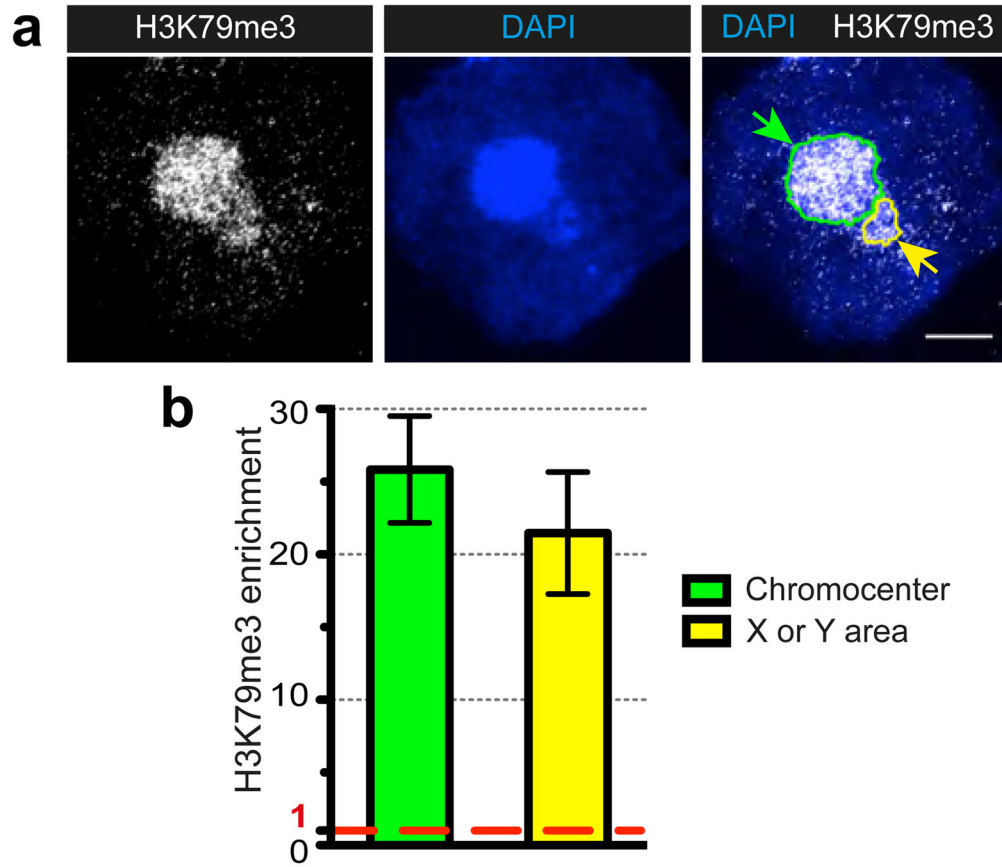 a
H3K79me3
DAPI
DAPI H3K79me3
b
H3K79me3 enrichment
30
20
10
1
0
Chromocenter
X or Y area